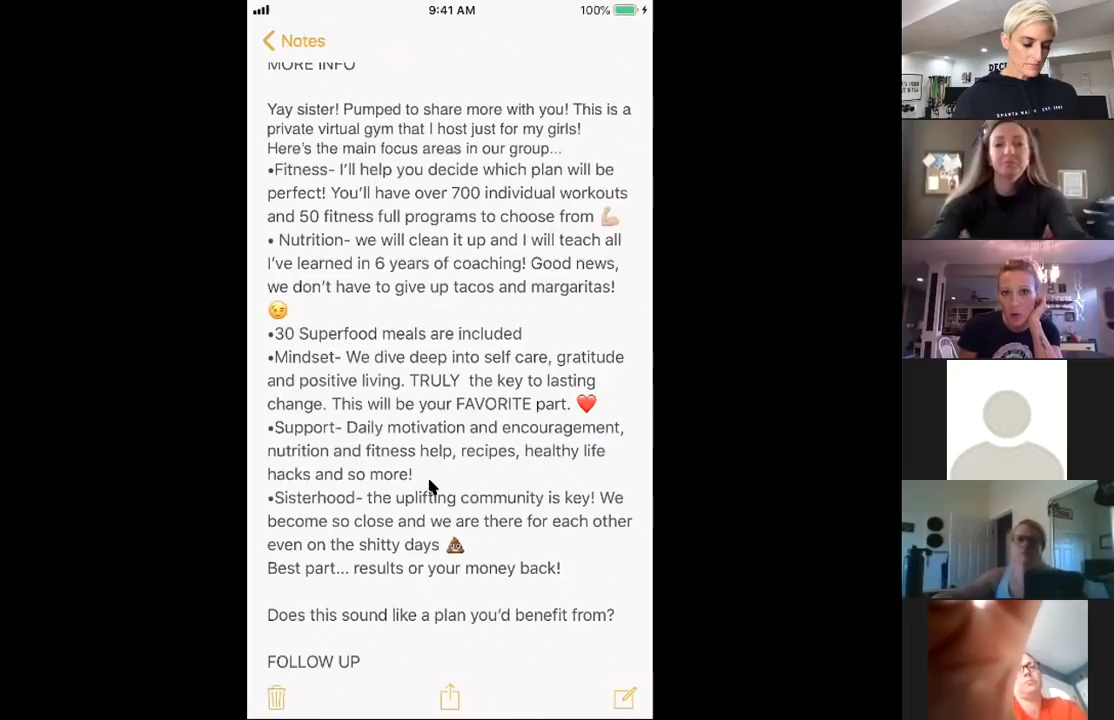 9:41 AM
100%
Notes
MORE INFO
Yay sister! Pumped to share more with you! This is a
private virtual gym that I host just for my girls!
Here's the main focus areas in our group...
•Fitness- I'll help you decide which plan will be
perfect! You'll have over 700 individual workouts
and 50 fitness full programs to choose from 💪🏻
• Nutrition- we will clean it up and I will teach all
I've learned in 6 years of coaching! Good news,
we don't have to give up tacos and margaritas!
😉
•30 Superfood meals are included
•Mindset- We dive deep into self care, gratitude
and positive living. TRULY  the key to lasting
change. This will be your FAVORITE part. ❤️
•Support- Daily motivation and encouragement,
nutrition and fitness help, recipes, healthy life
hacks and so more!
•Sisterhood- the uplifting community is key! We
become so close and we are there for each other
even on the shitty days 💩
Best part... results or your money back!
Does this sound like a plan you'd benefit from?
FOLLOW UP